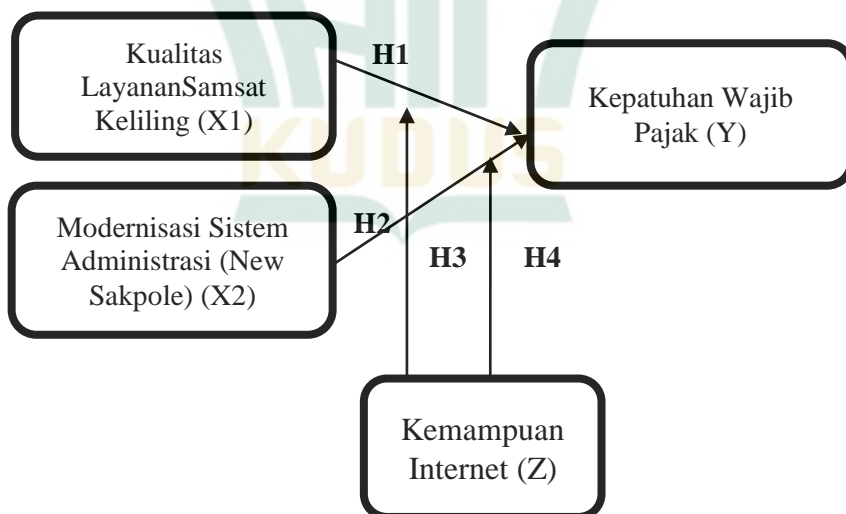 Kualitas
LayananSamsat
Keliling (X1)
H1
Kepatuhan Wajib
Pajak (Y)
KUDUS
Modernisasi Sistem
Administrasi (New
Sakpole) (X2)
H2
H3
H4
Kemampuan
Internet (Z)